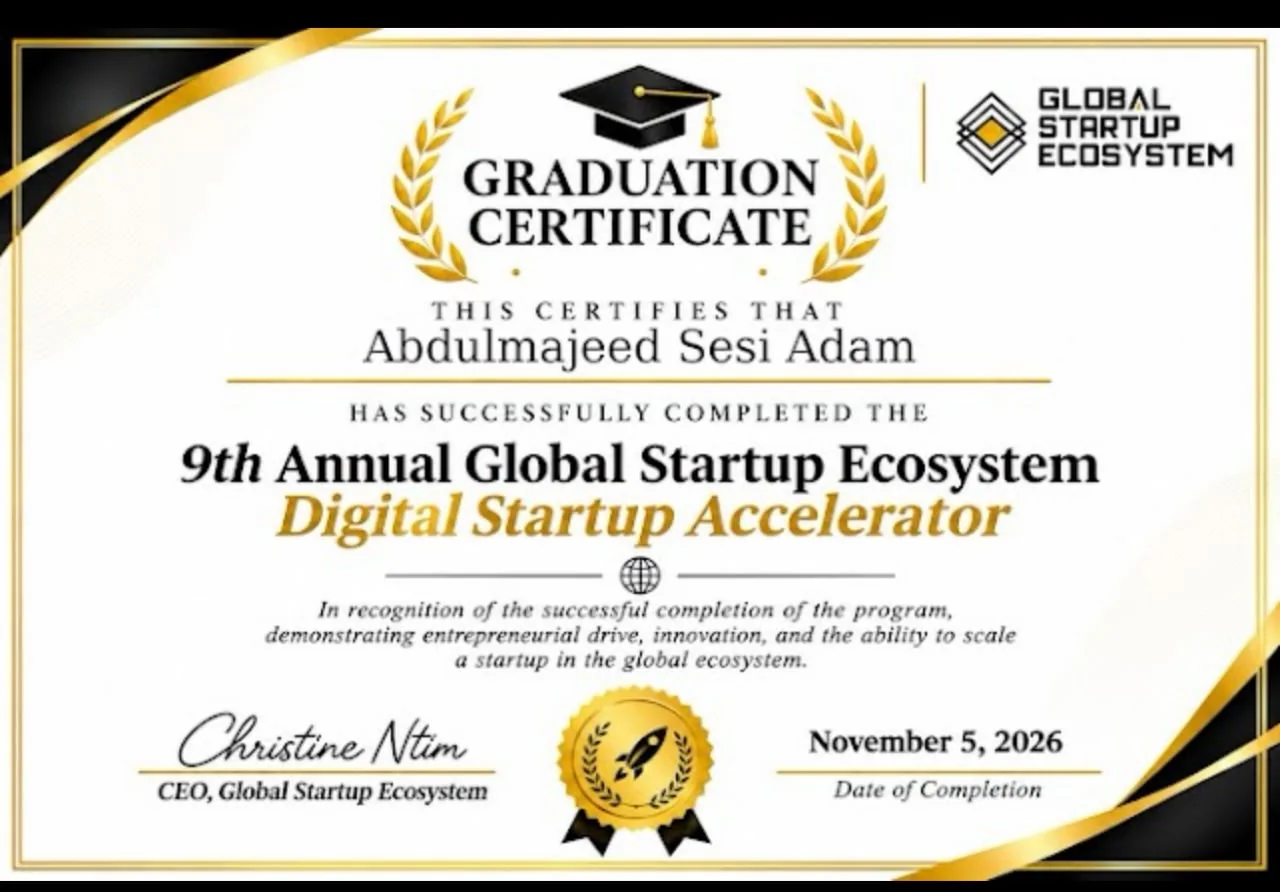 GRADUATION
CERTIFICATE
GLOBAL
STARTUP
ECOSYSTEM
THIS CERTIFIES THAT
Abdulmajeed Sesi Adam
HAS SUCCESSFULLY COMPLETED THE
9th Annual Global Startup Ecosystem
Digital Startup Accelerator
In recognition of the successful completion of the program,
demonstrating entrepreneurial drive, innovation, and the ability to scale
a startup in the global ecosystem.
Christine Ntim
CEO, Global Startup Ecosystem
November 5, 2026
Date of Completion